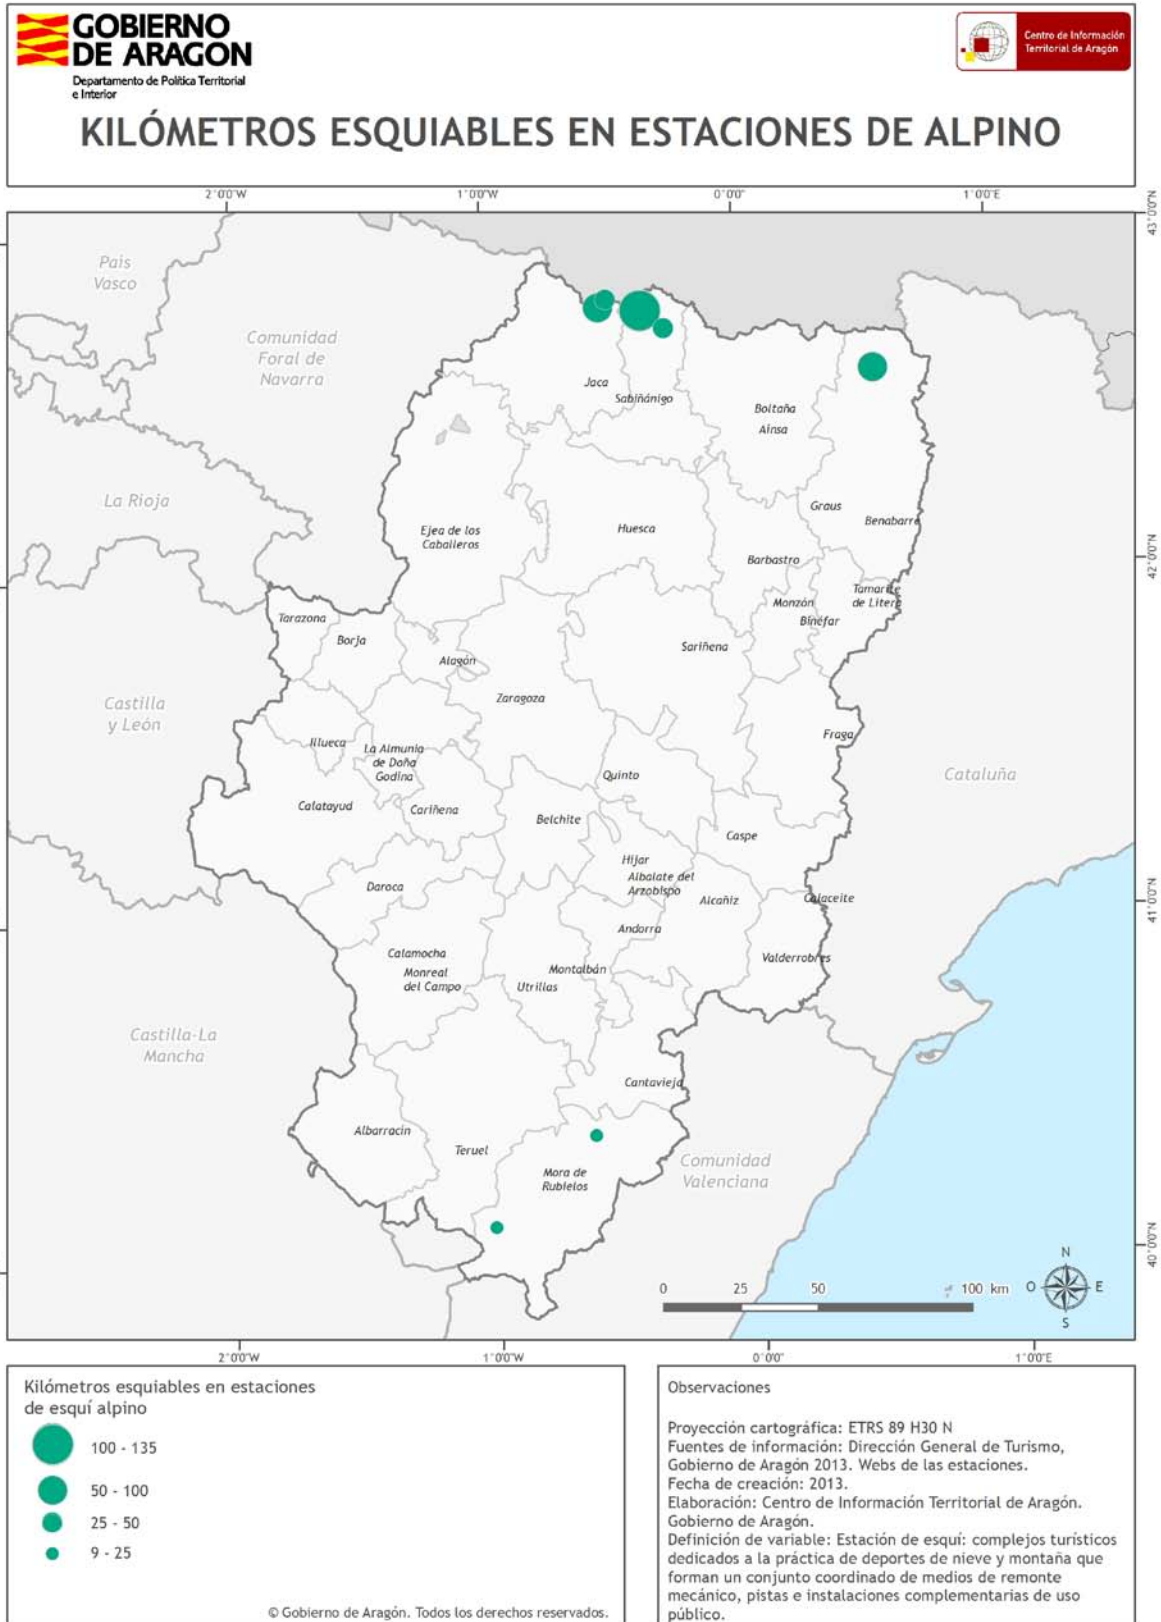 GOBIERNO
DE ARAGON
Departamento de Política Territorial
e Interior
Centro de Información
Territorial de Aragón
KILÓMETROS ESQUIABLES EN ESTACIONES DE ALPINO
2°0'0"W 1°0'0"W 0°0'0" 1°0'0"E
43°0'0"N
País
Vasco
Comunidad
Foral de
Navarra
Jaca
Sabiñánigo
Boltaña
Aínsa
La Rioja
Graus
Benabarre
Ejea de los
Caballeros
Huesca
42°0'0"N
Barbastro
Tamarite
de Litera
Monzón
Binéfar
Tarazona
Borja
Alagón
Sariñena
Castilla
y León
Zaragoza
Illueca
La Almunia
de Doña
Godina
Fraga
Cataluña
Quinto
Calatayud
Cariñena
Belchite
Caspe
Híjar
Albalate del
Arzobispo
Daroca
Alcañiz
Calaceite
41°0'0"N
Andorra
Calamocha
Monreal
del Campo
Montalbán
Utrillas
Valderrobres
Castilla-La
Mancha
Cantavieja
Albarracín
Teruel
Mora de
Rubielos
Comunidad
Valenciana
40°0'0"N
0 25 50 100 km
N
O E
S
2°0'0"W 1°0'0"W 0°0'0" 1°0'0"E
Kilómetros esquiables en estaciones
de esquí alpino
100 - 135
50 - 100
25 - 50
9 - 25
© Gobierno de Aragón. Todos los derechos reservados.
Observaciones
Proyección cartográfica: ETRS 89 H30 N
Fuentes de información: Dirección General de Turismo,
Gobierno de Aragón 2013. Webs de las estaciones.
Fecha de creación: 2013.
Elaboración: Centro de Información Territorial de Aragón.
Gobierno de Aragón.
Definición de variable: Estación de esquí: complejos turísticos
dedicados a la práctica de deportes de nieve y montaña que
forman un conjunto coordinado de medios de remonte
mecánico, pistas e instalaciones complementarias de uso
público.